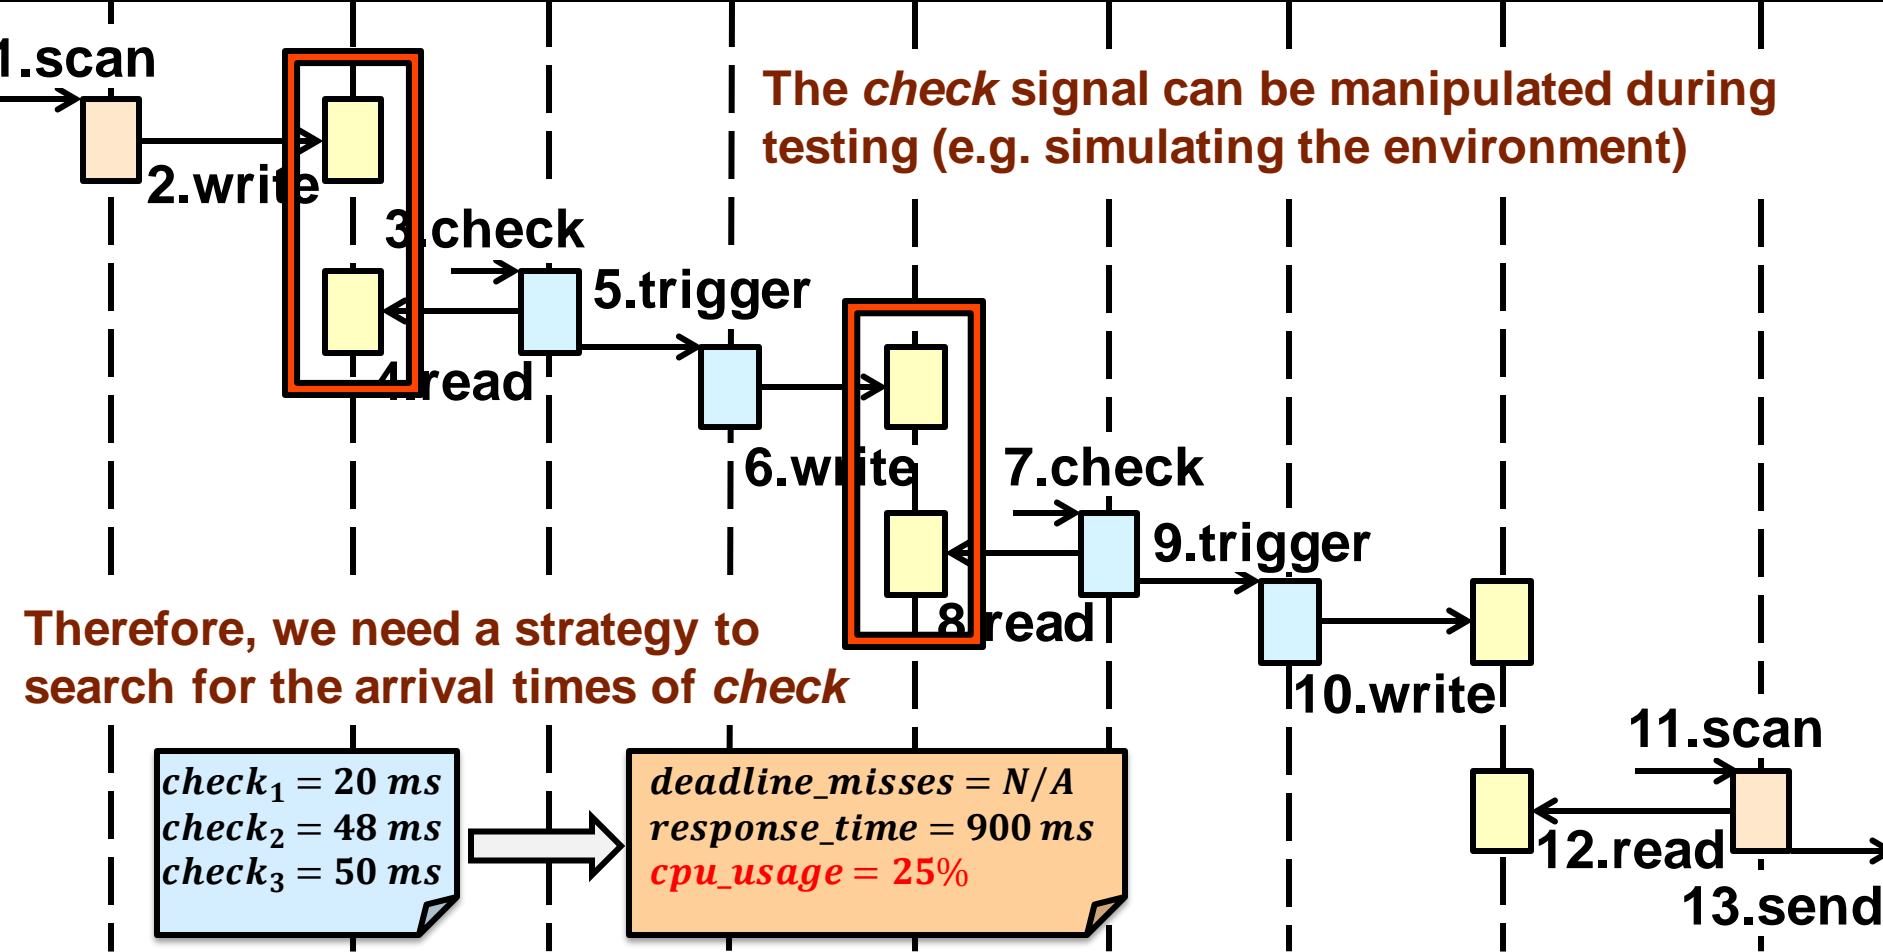 1.scan
The check signal can be manipulated during
testing (e.g. simulating the environment)
2.write
3.check
5.trigger
4.read
6.write
7.check
9.trigger
8.read
Therefore, we need a strategy to
search for the arrival times of check
10.write
11.scan
check₁ = 20 ms
check₂ = 48 ms
check₃ = 50 ms
deadline_misses = N/A
response_time = 900 ms
cpu_usage = 25%
12.read
13.send